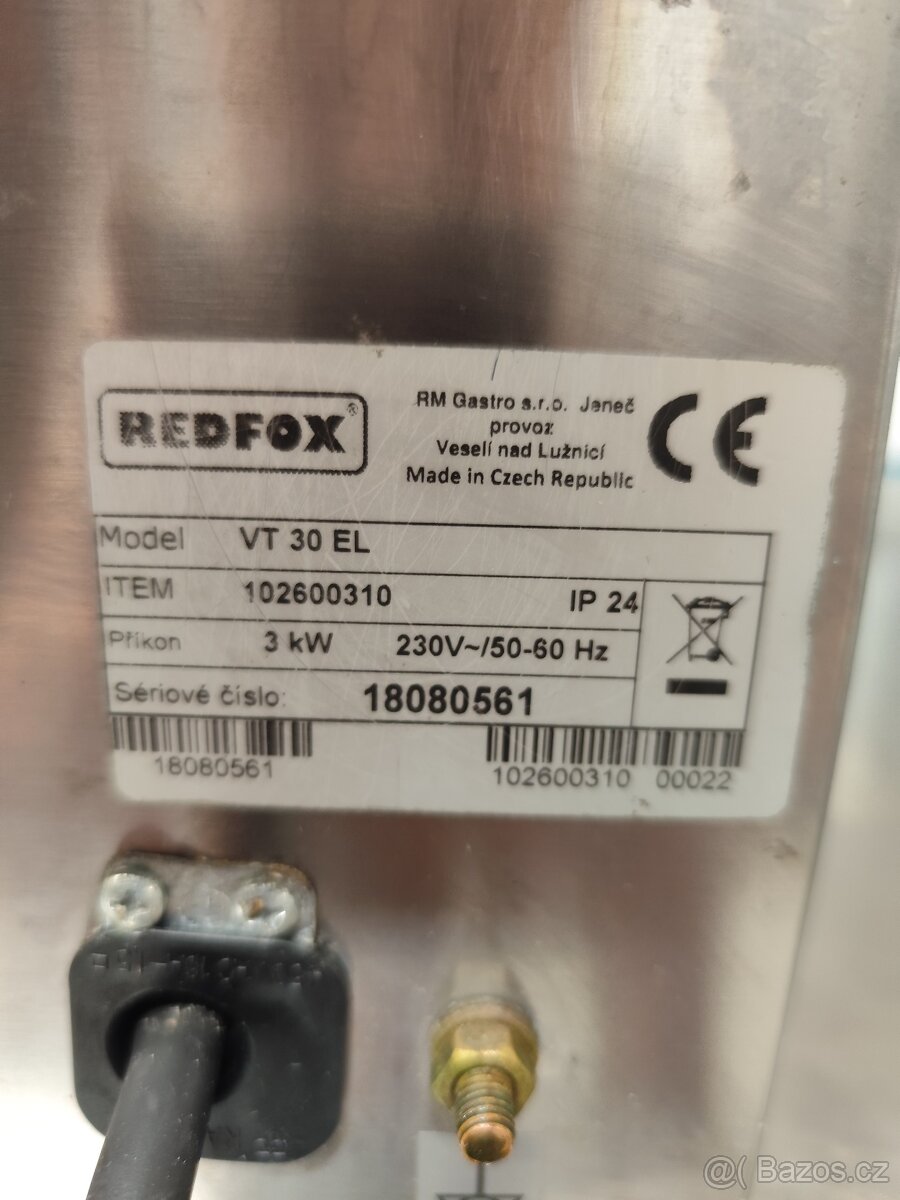 REDFOX®
RM Gastro s.r.o. Jeneč
provoz
Veselí nad Lužnicí
Made in Czech Republic
CE
Model VT 30 EL
ITEM 102600310 IP 24
Příkon 3 kW 230V~/50-60 Hz
Sériové číslo: 18080561
18080561
102600310 00022
@( Bazos.cz